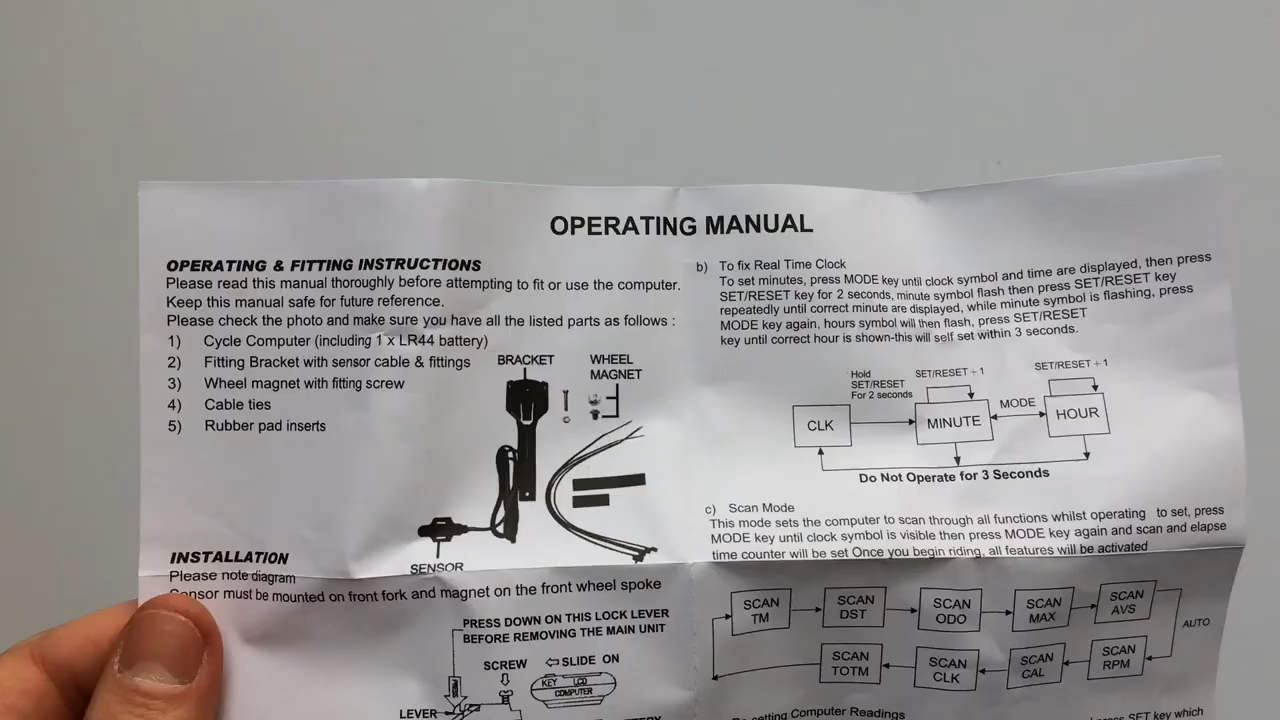 OPERATING MANUAL
OPERATING & FITTING INSTRUCTIONS
Please read this manual thoroughly before attempting to fit or use the computer.
Keep this manual safe for future reference.
Please check the photo and make sure you have all the listed parts as follows :
1) Cycle Computer (including 1 x LR44 battery)
2) Fitting Bracket with sensor cable & fittings
3) Wheel magnet with fitting screw
4) Cable ties
5) Rubber pad inserts
BRACKET
WHEEL
MAGNET
SENSOR
INSTALLATION
Please note diagram
Sensor must be mounted on front fork and magnet on the front wheel spoke
PRESS DOWN ON THIS LOCK LEVER
BEFORE REMOVING THE MAIN UNIT
SCREW
SLIDE ON
KEY LCD
COMPUTER
LEVER
b) To fix Real Time Clock
To set minutes, press MODE key until clock symbol and time are displayed, then press
SET/RESET key for 2 seconds, minute symbol flash then press SET/RESET key
repeatedly until correct minute are displayed, while minute symbol is flashing, press
MODE key again, hours symbol will then flash, press SET/RESET
key until correct hour is shown-this will self set within 3 seconds.
Hold
SET/RESET
For 2 seconds
SET/RESET + 1
SET/RESET + 1
CLK
MINUTE
MODE
HOUR
Do Not Operate for 3 Seconds
c) Scan Mode
This mode sets the computer to scan through all functions whilst operating to set, press
MODE key until clock symbol is visible then press MODE key again and scan and elapse
time counter will be set Once you begin riding, all features will be activated
SCAN TM
SCAN DST
SCAN ODO
SCAN MAX
SCAN AVS
AUTO
SCAN TOTM
SCAN CLK
SCAN CAL
SCAN RPM
setting Computer Readings
SET key which